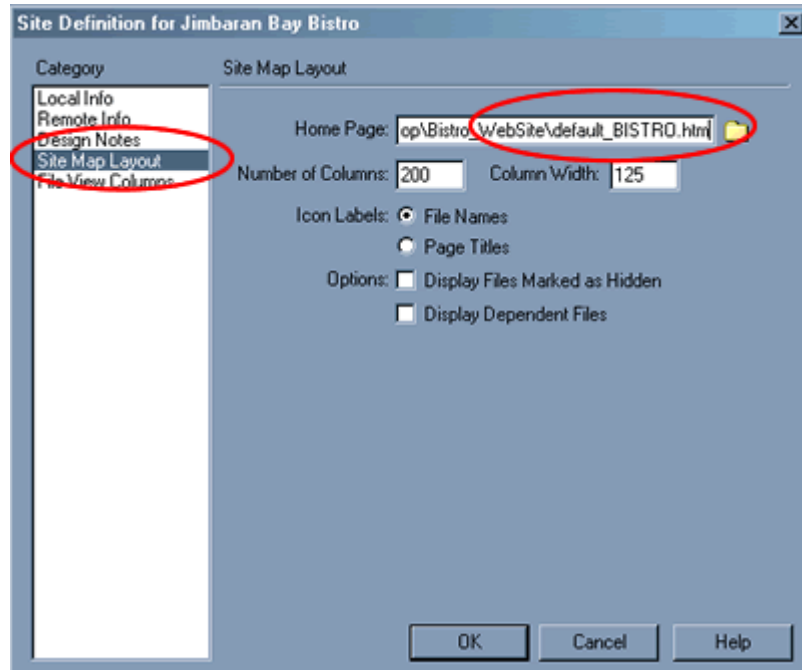 Site Definition for Jimbaran Bay Bistro
Category
Site Map Layout
Local Info
Remote Info
Design Notes
Site Map Layout
File View Columns
Home Page: op\Bistro_WebSite\default_BISTRO.htm
Number of Columns: 200 Column Width: 125
Icon Labels: File Names
Page Titles
Options: Display Files Marked as Hidden
Display Dependent Files
OK Cancel Help